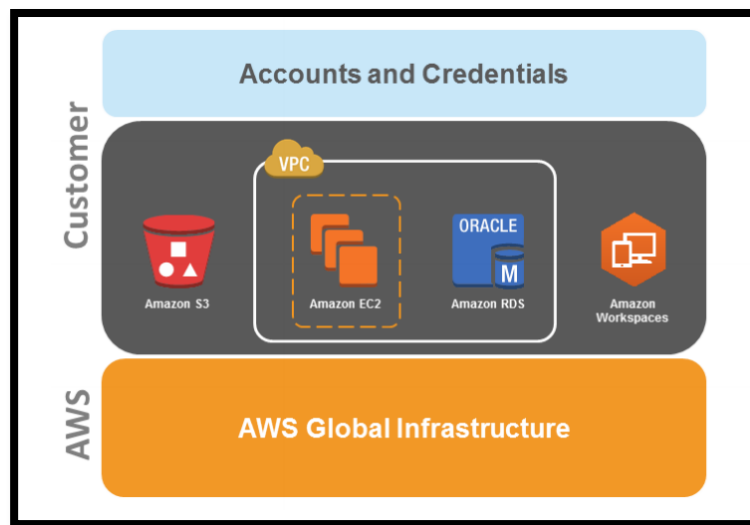 Accounts and Credentials
Customer
VPC
ORACLE
M
Amazon S3
Amazon EC2
Amazon RDS
Amazon
Workspaces
AWS
AWS Global Infrastructure